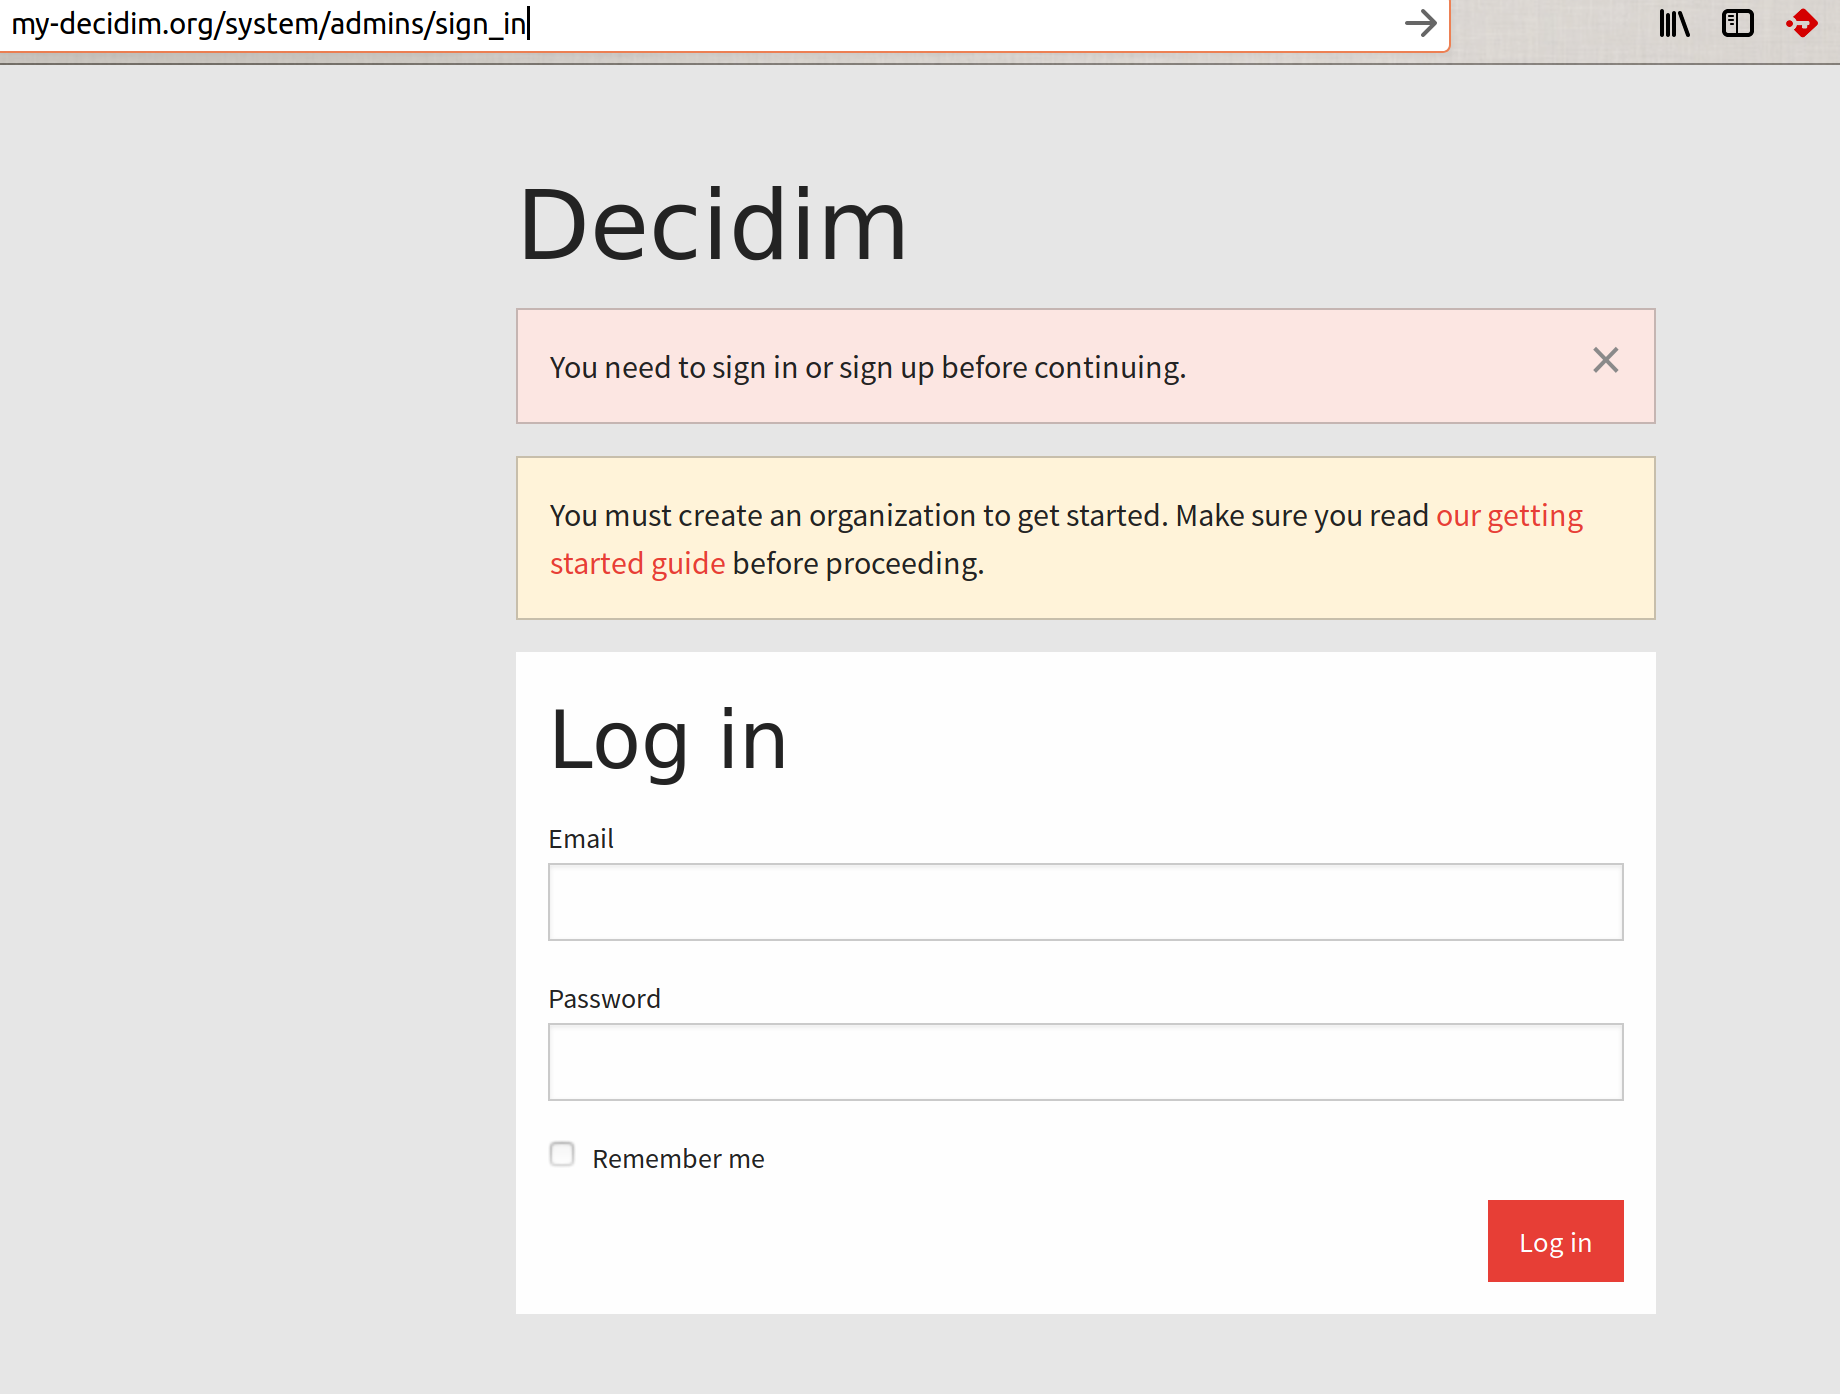 my-decidim.org/system/admins/sign_in
Decidim
You need to sign in or sign up before continuing.
You must create an organization to get started. Make sure you read our getting
started guide before proceeding.
Log in
Email
Password
Remember me
Log in